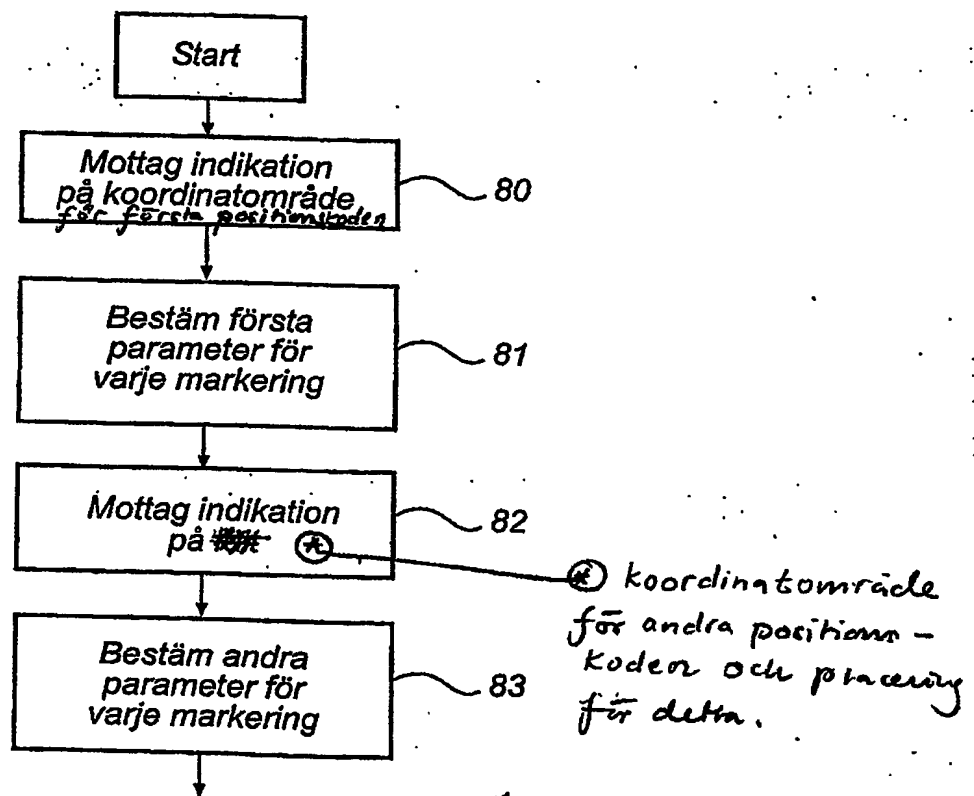 Start
Mottag indikation
på koordinatområde
för första positionskoden
80
Bestäm första
parameter för
varje markering
81
Mottag indikation
på *
82
* koordinatområde
för andra positions-
koden och placering
för detta.
Bestäm andra
parameter för
varje markering
83